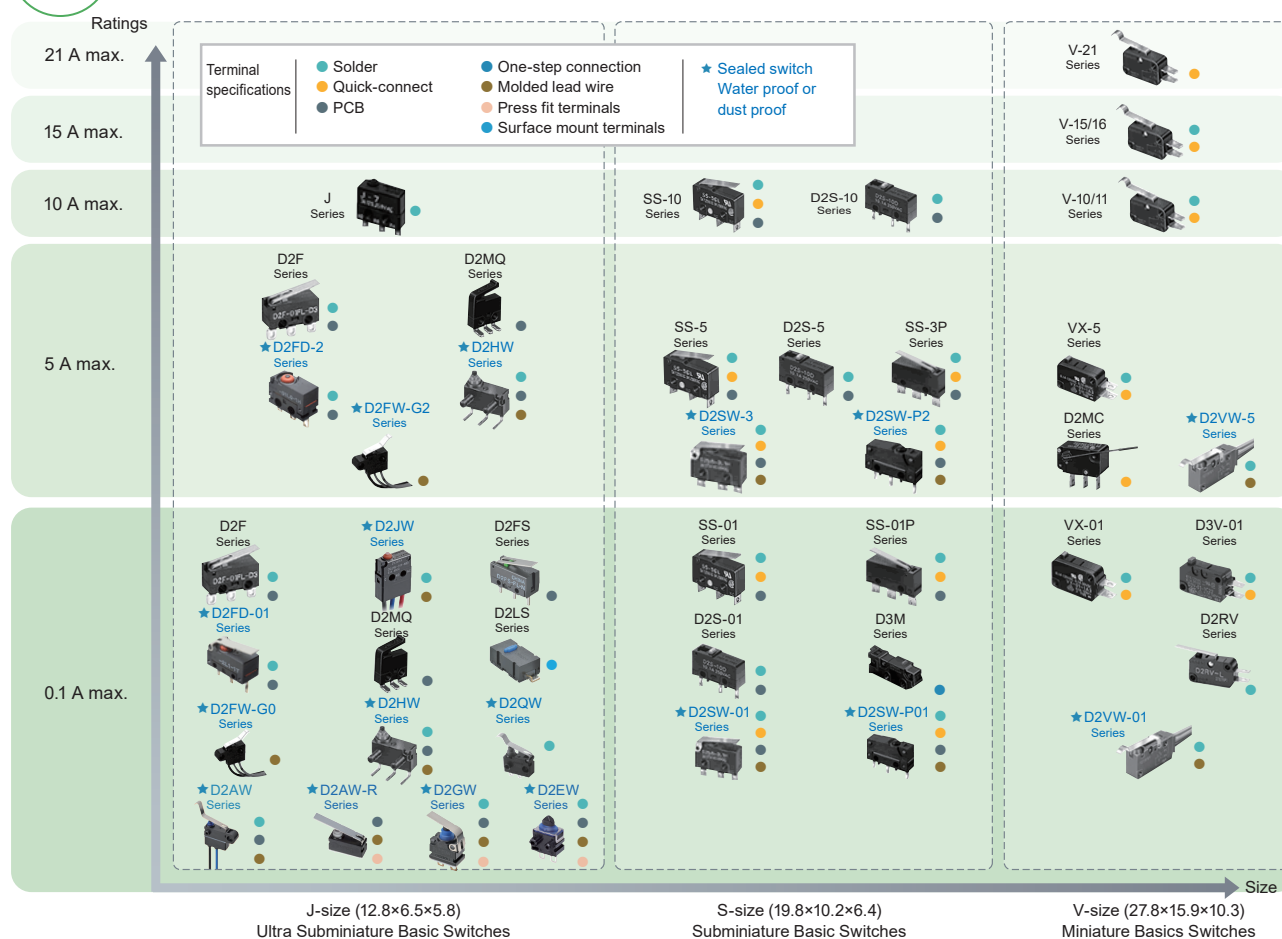 Ratings
21 A max.
15 A max.
10 A max.
5 A max.
0.1 A max.
Terminal
specifications
Solder
Quick-connect
PCB
One-step connection
Molded lead wire
Press fit terminals
Surface mount terminals
★ Sealed switch
Water proof or
dust proof
V-21
Series
V-15/16
Series
J
Series
SS-10
Series
D2S-10
Series
V-10/11
Series
D2F
Series
D2MQ
Series
★D2FD-2
Series
★D2HW
Series
★D2FW-G2
Series
SS-5
Series
D2S-5
Series
SS-3P
Series
★D2SW-3
Series
★D2SW-P2
Series
VX-5
Series
D2MC
Series
★D2VW-5
Series
D2F
Series
★D2JW
Series
D2FS
Series
★D2FD-01
Series
D2MQ
Series
D2LS
Series
★D2FW-G0
Series
★D2HW
Series
★D2QW
Series
★D2AW
Series
★D2AW-R
Series
★D2GW
Series
★D2EW
Series
SS-01
Series
SS-01P
Series
D2S-01
Series
D3M
Series
★D2SW-01
Series
★D2SW-P01
Series
VX-01
Series
D3V-01
Series
D2RV
Series
D2RV-L
★D2VW-01
Series
Size
J-size (12.8×6.5×5.8)
Ultra Subminiature Basic Switches
S-size (19.8×10.2×6.4)
Subminiature Basic Switches
V-size (27.8×15.9×10.3)
Miniature Basics Switches